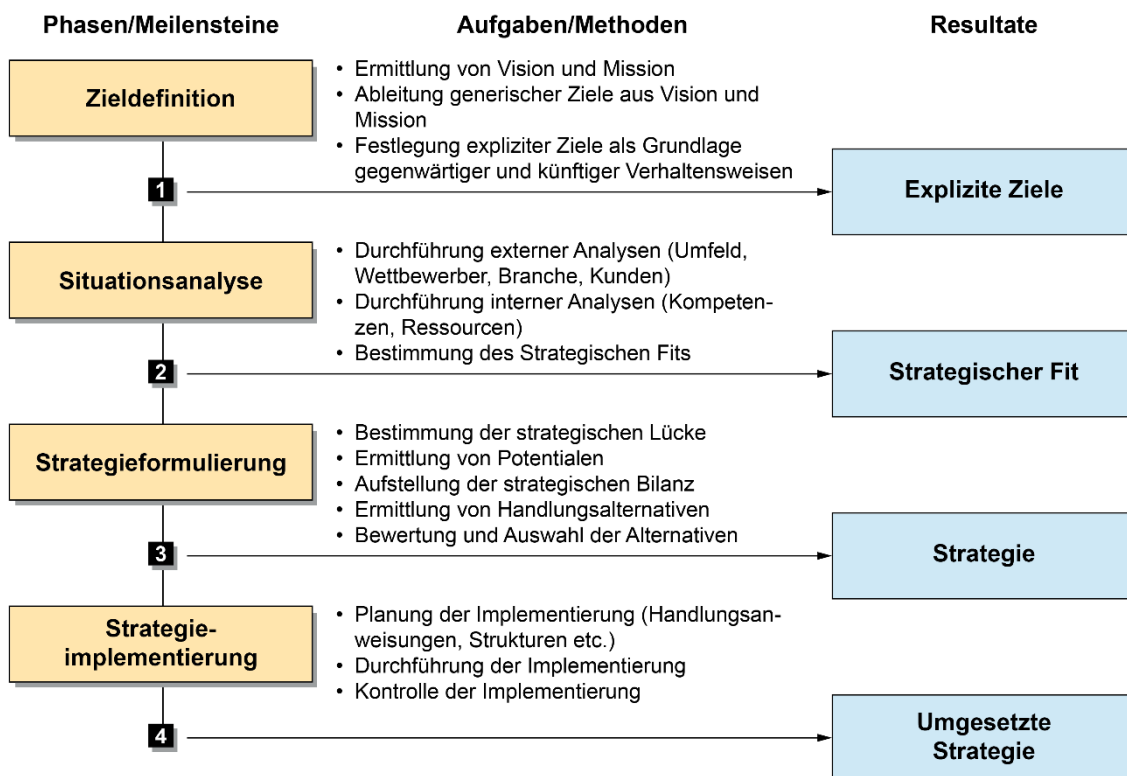 Phasen/Meilensteine
Aufgaben/Methoden
Resultate
Zieldefinition
• Ermittlung von Vision und Mission
• Ableitung generischer Ziele aus Vision und
Mission
• Festlegung expliziter Ziele als Grundlage
gegenwärtiger und künftiger Verhaltensweisen
1
Explizite Ziele
Situationsanalyse
• Durchführung externer Analysen (Umfeld,
Wettbewerber, Branche, Kunden)
• Durchführung interner Analysen (Kompeten-
zen, Ressourcen)
• Bestimmung des Strategischen Fits
2
Strategischer Fit
Strategieformulierung
• Bestimmung der strategischen Lücke
• Ermittlung von Potentialen
• Aufstellung der strategischen Bilanz
• Ermittlung von Handlungsalternativen
• Bewertung und Auswahl der Alternativen
3
Strategie
Strategie-
implementierung
• Planung der Implementierung (Handlungsan-
weisungen, Strukturen etc.)
• Durchführung der Implementierung
• Kontrolle der Implementierung
4
Umgesetzte
Strategie